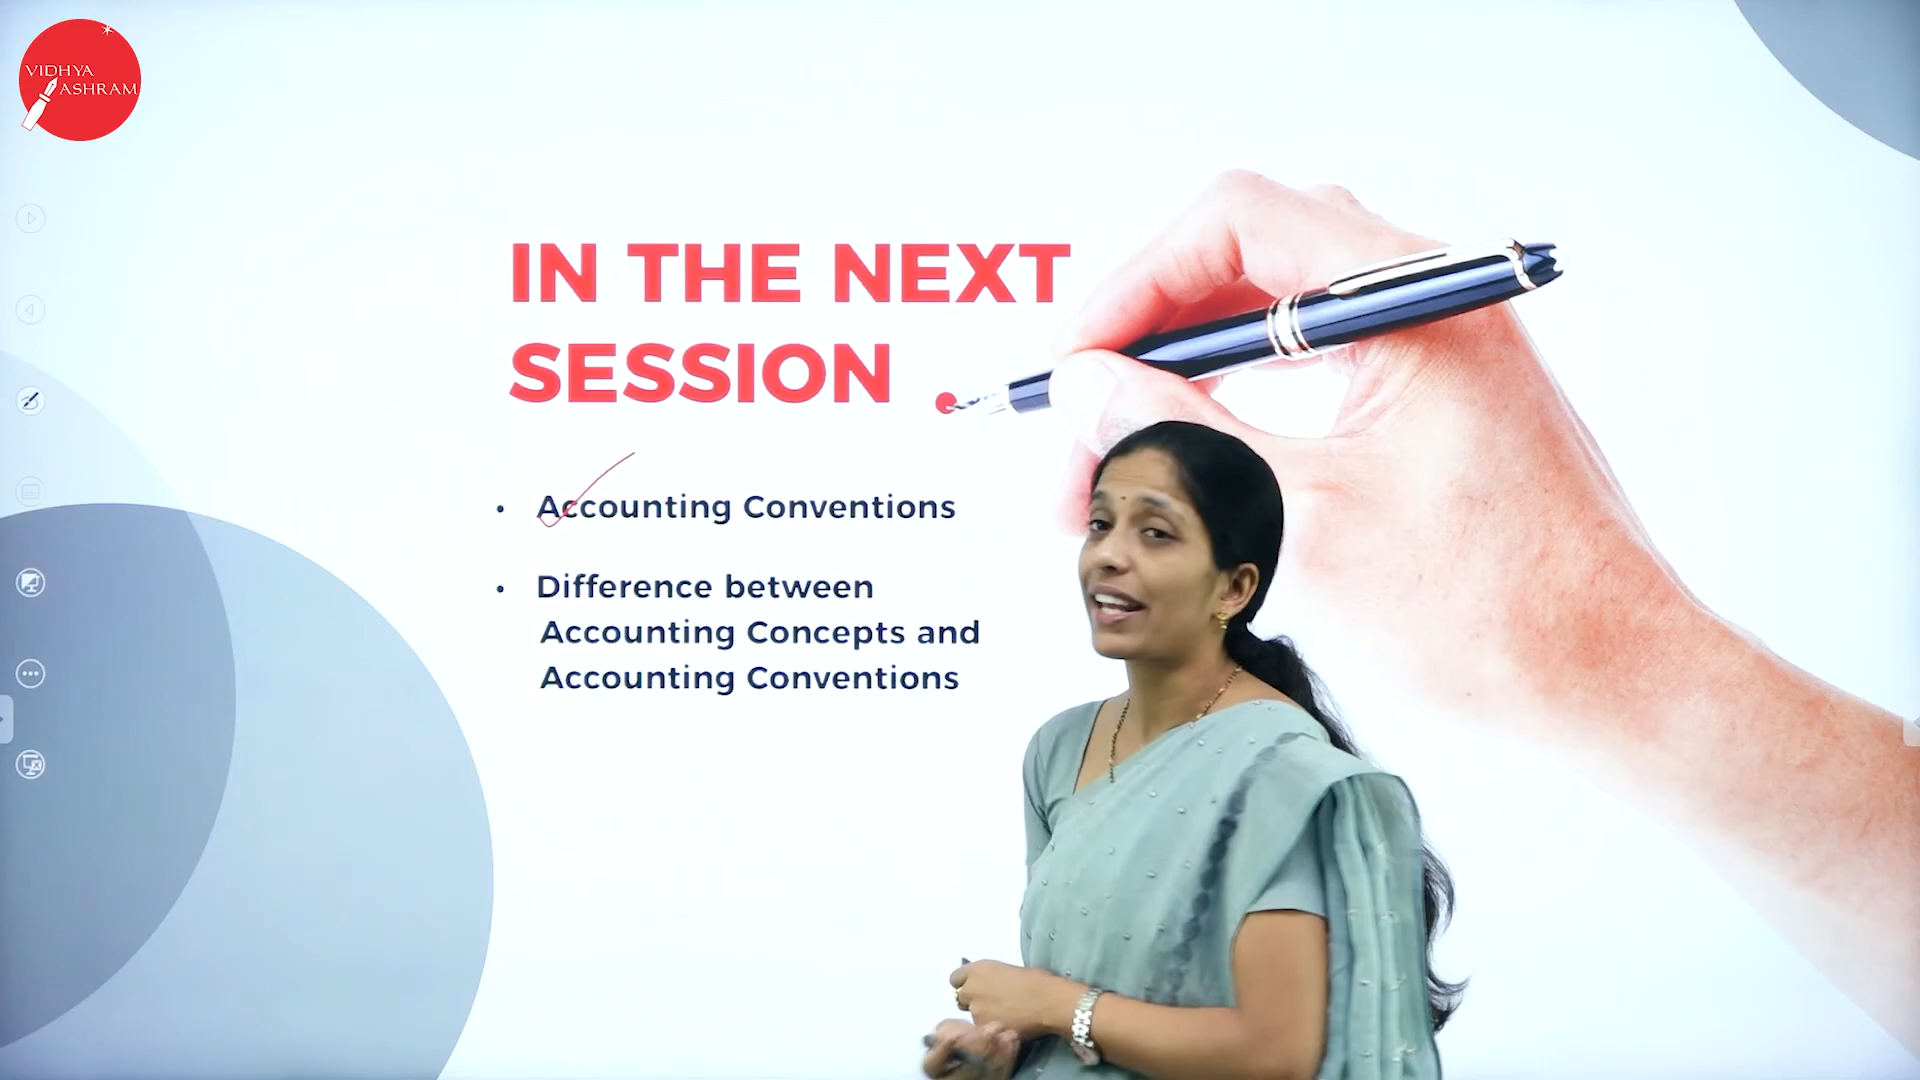 VIDHYA
ASHRAM
IN THE NEXT
SESSION
• Accounting Conventions
• Difference between
Accounting Concepts and
Accounting Conventions